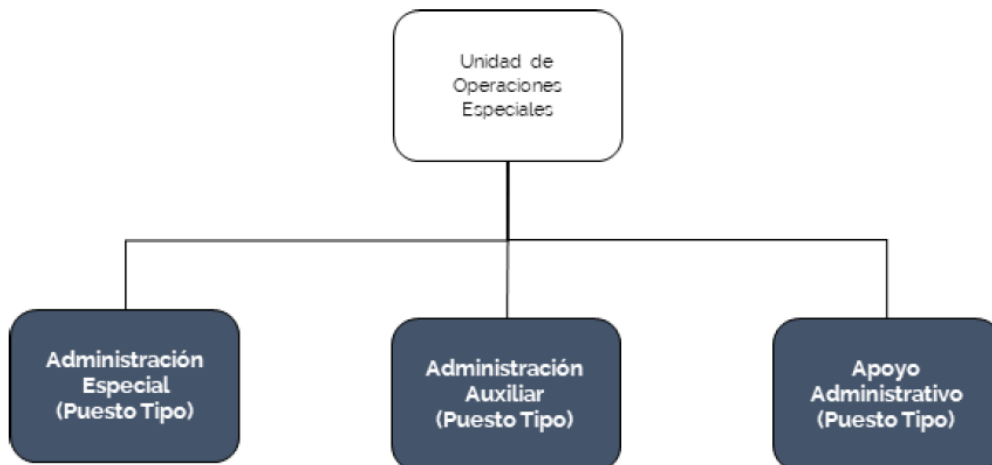 Unidad de
Operaciones
Especiales
Administración
Especial
(Puesto Tipo)
Administración
Auxiliar
(Puesto Tipo)
Apoyo
Administrativo
(Puesto Tipo)